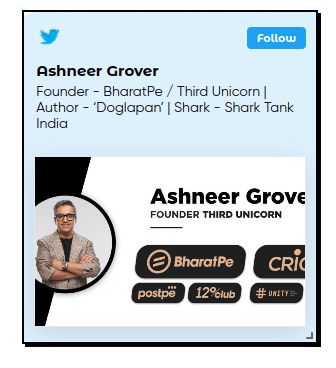 Follow
Ashneer Grover
Founder - BharatPe / Third Unicorn |
Author - ‘Doglapan’ | Shark - Shark Tank
India
Ashneer Grove
FOUNDER THIRD UNICORN
BharatPe CRIC
postpe 12%club #UNITY